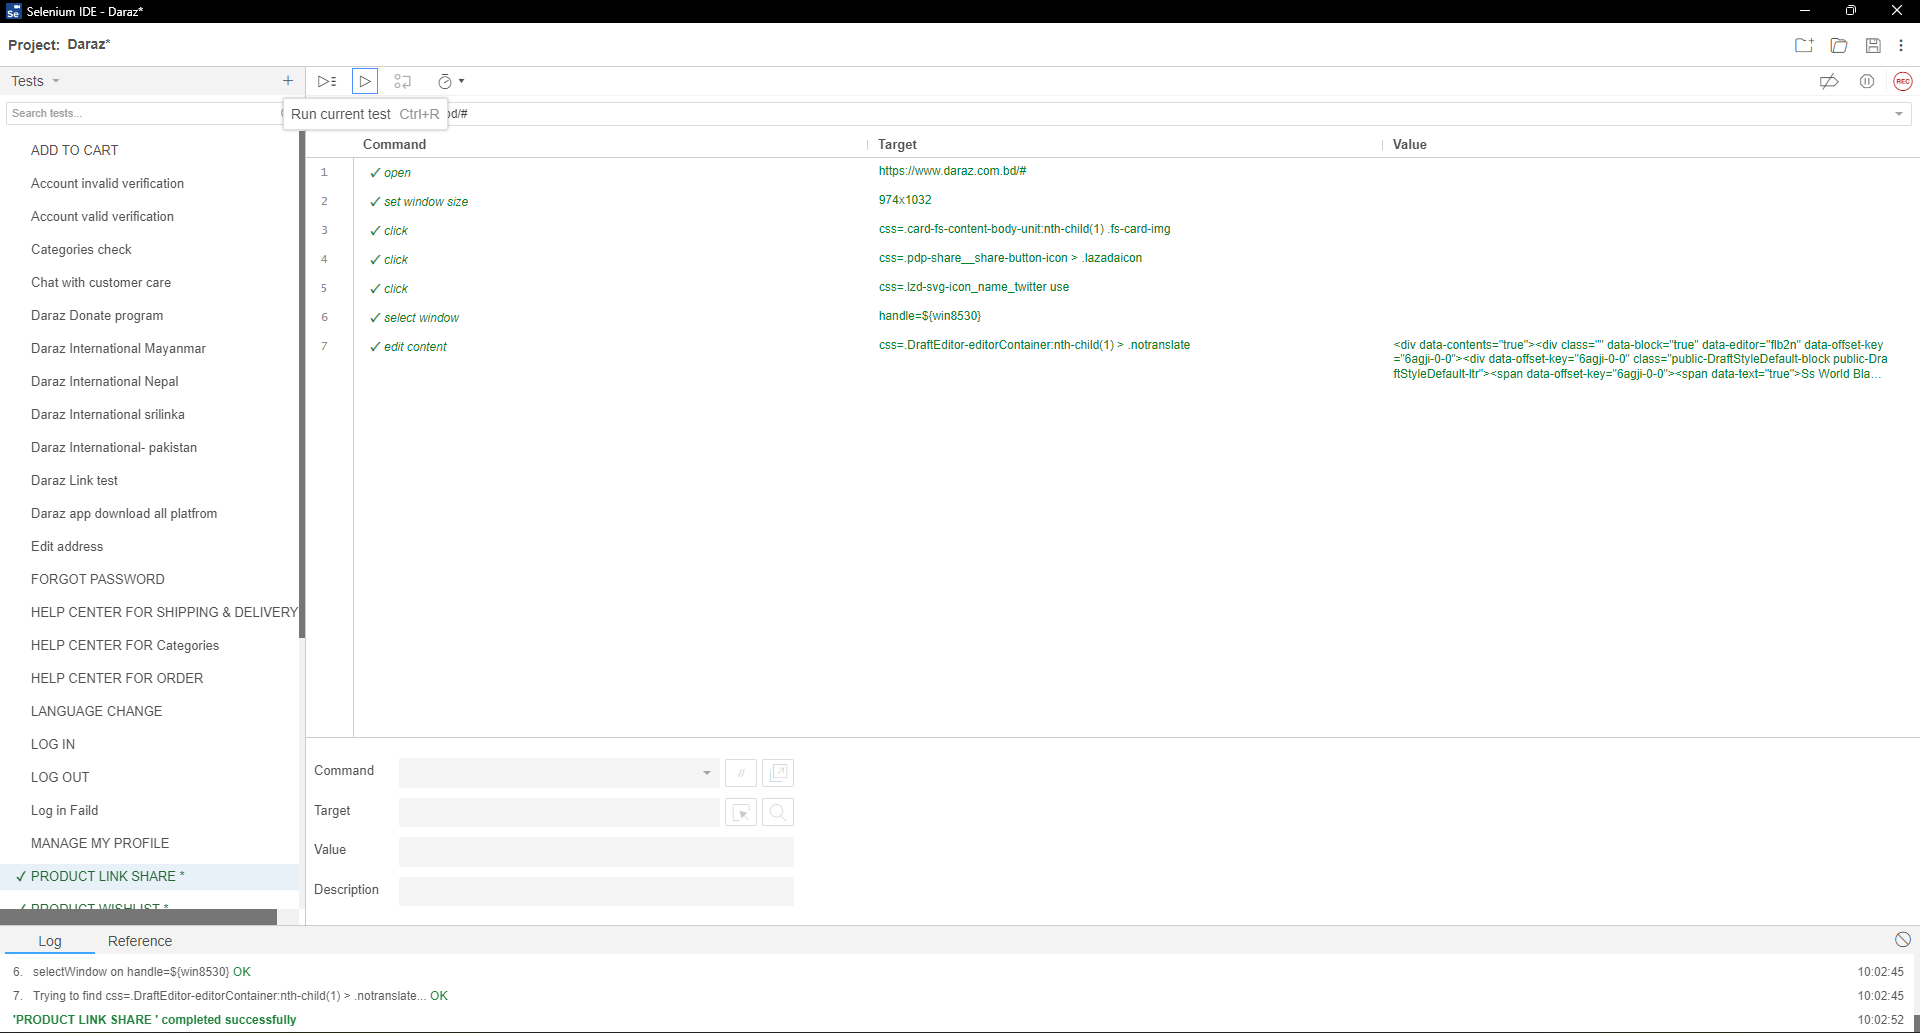 Selenium IDE - Daraz*
Project: Daraz*
Tests
Search tests...
Run current test Ctrl+R
bd/#
REC
Command Target Value
1 ✓ open https://www.daraz.com.bd/#
2 ✓ set window size 974x1032
3 ✓ click css=.card-fs-content-body-unit:nth-child(1) .fs-card-img
4 ✓ click css=.pdp-share__share-button-icon > .lazadaicon
5 ✓ click css=.lzd-svg-icon_name_twitter use
6 ✓ select window handle=${win8530}
7 ✓ edit content css=.DraftEditor-editorContainer:nth-child(1) > .notranslate <div data-contents="true"><div class="" data-block="true" data-editor="flb2n" data-offset-key
="6agji-0-0"><div data-offset-key="6agji-0-0" class="public-DraftStyleDefault-block public-Dra
ftStyleDefault-ltr"><span data-offset-key="6agji-0-0"><span data-text="true">Ss World Bla...
ADD TO CART
Account invalid verification
Account valid verification
Categories check
Chat with customer care
Daraz Donate program
Daraz International Mayanmar
Daraz International Nepal
Daraz International srilinka
Daraz International- pakistan
Daraz Link test
Daraz app download all platfrom
Edit address
FORGOT PASSWORD
HELP CENTER FOR SHIPPING & DELIVERY
HELP CENTER FOR Categories
HELP CENTER FOR ORDER
LANGUAGE CHANGE
LOG IN
LOG OUT
Log in Faild
MANAGE MY PROFILE
✓ PRODUCT LINK SHARE *
✓ PRODUCT WISHLIST *
Command //
Target
Value
Description
Log Reference
6. selectWindow on handle=${win8530} OK 10:02:45
7. Trying to find css=.DraftEditor-editorContainer:nth-child(1) > .notranslate... OK 10:02:45
'PRODUCT LINK SHARE ' completed successfully 10:02:52